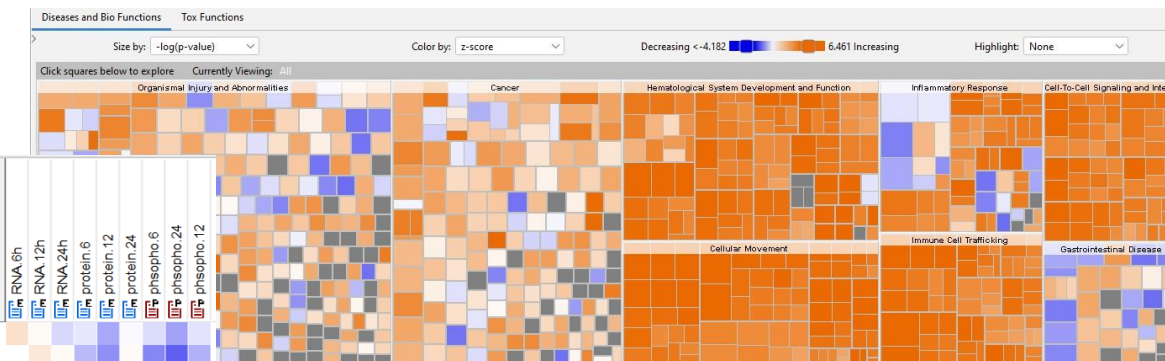 Diseases and Bio Functions Tox Functions
Size by: -log(p-value) Color by: z-score Decreasing <-4.182 6.461 Increasing Highlight: None
Click squares below to explore Currently Viewing: All
Organismal Injury and Abnormalities Cancer Hematological System Development and Function Inflammatory Response Cell-To-Cell Signaling and Inte
Cellular Movement Immune Cell Trafficking Gastrointestinal Disease
RNA.6h
RNA.12h
RNA.24h
protein.6
protein.12
protein.24
phsopho.6
phsopho.24
phsopho.12
E E E E E E P P P